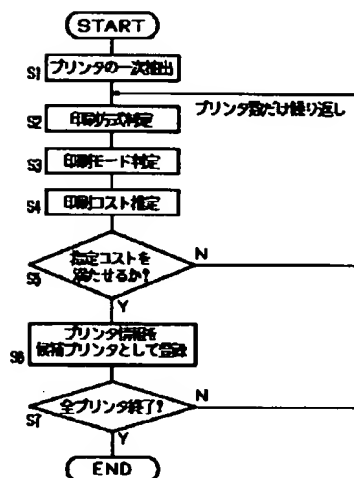 START
S1 プリンタの一次抽出
プリンタ数だけ繰り返し
S2 印刷方式判定
S3 印刷モード判定
S4 印刷コスト推定
指定コストを
満たせるか?
N
S5
Y
プリンタ情報を
S6 候補プリンタとして登録
全プリンタ終了?
N
S7
Y
END